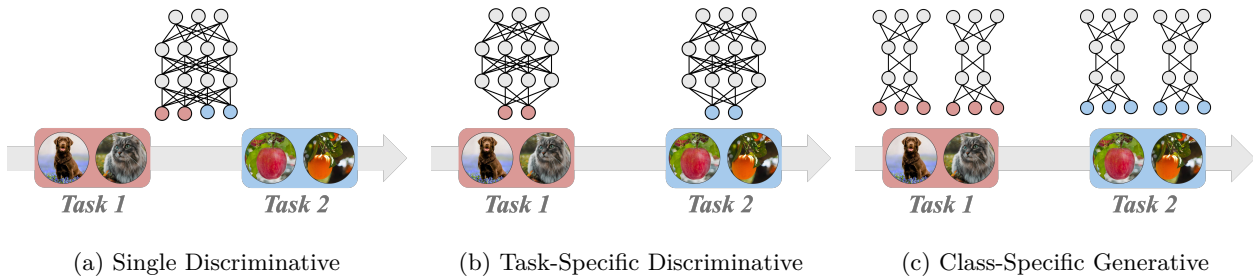 Task 1
Task 2
Task 1
Task 2
Task 1
Task 2
(a) Single Discriminative
(b) Task-Specific Discriminative
(c) Class-Specific Generative